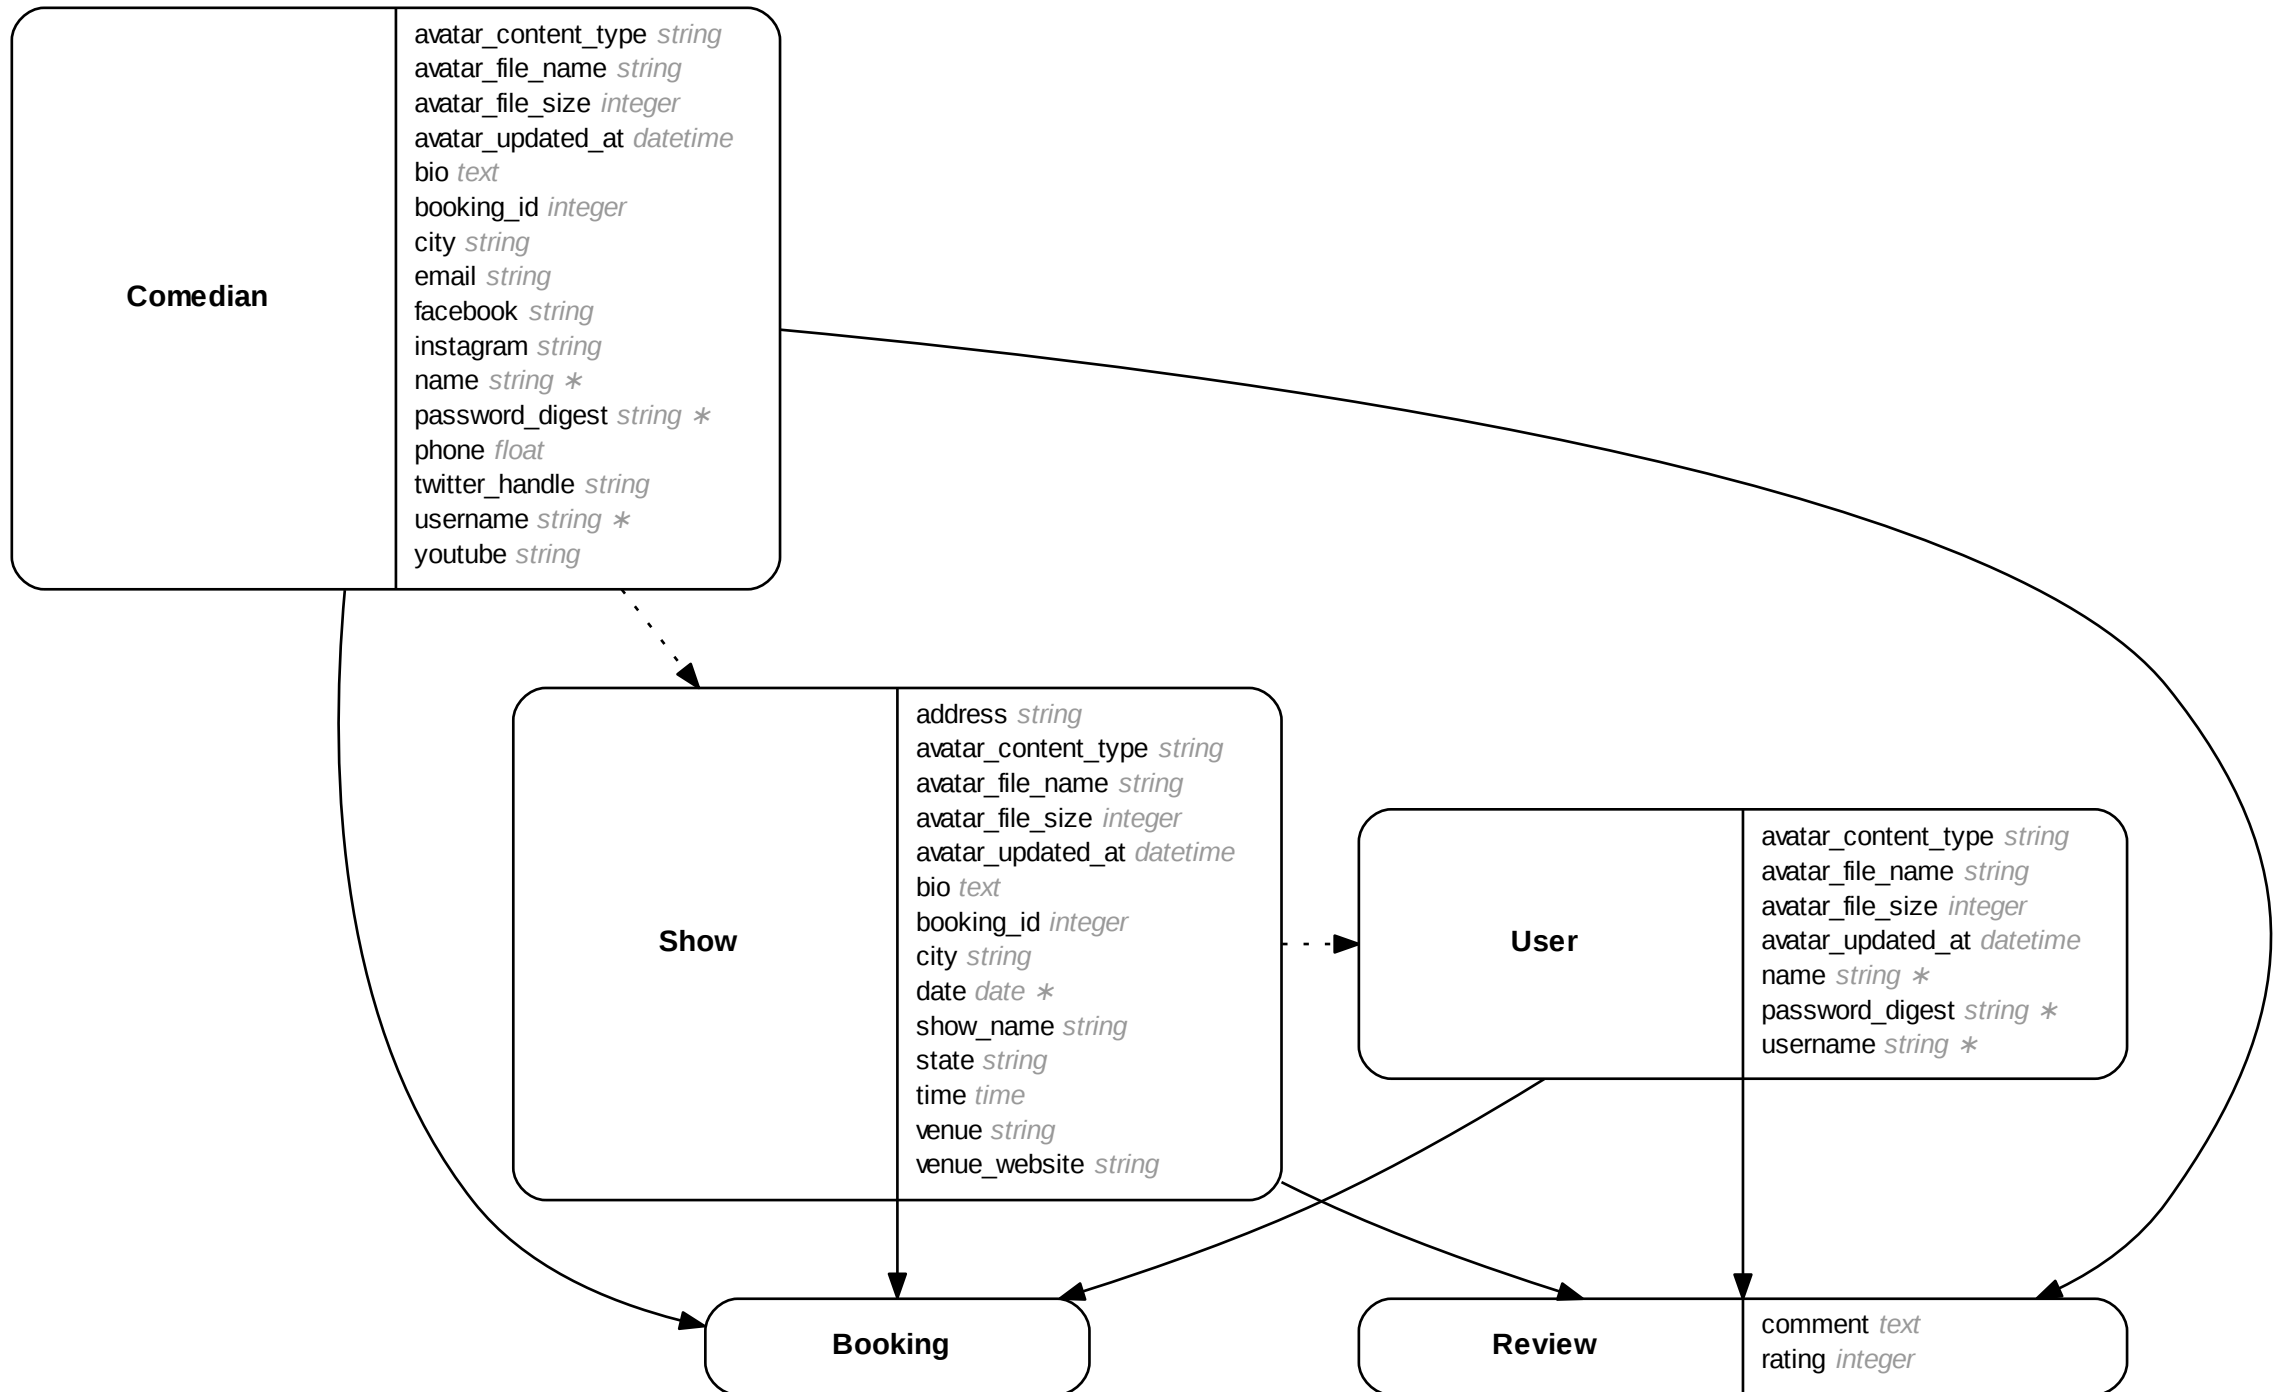 Comedian
avatar_content_type string
avatar_file_name string
avatar_file_size integer
avatar_updated_at datetime
bio text
booking_id integer
city string
email string
facebook string
instagram string
name string ∗
password_digest string ∗
phone float
twitter_handle string
username string ∗
youtube string
Show
address string
avatar_content_type string
avatar_file_name string
avatar_file_size integer
avatar_updated_at datetime
bio text
booking_id integer
city string
date date ∗
show_name string
state string
time time
venue string
venue_website string
User
avatar_content_type string
avatar_file_name string
avatar_file_size integer
avatar_updated_at datetime
name string ∗
password_digest string ∗
username string ∗
Booking
Review
comment text
rating integer